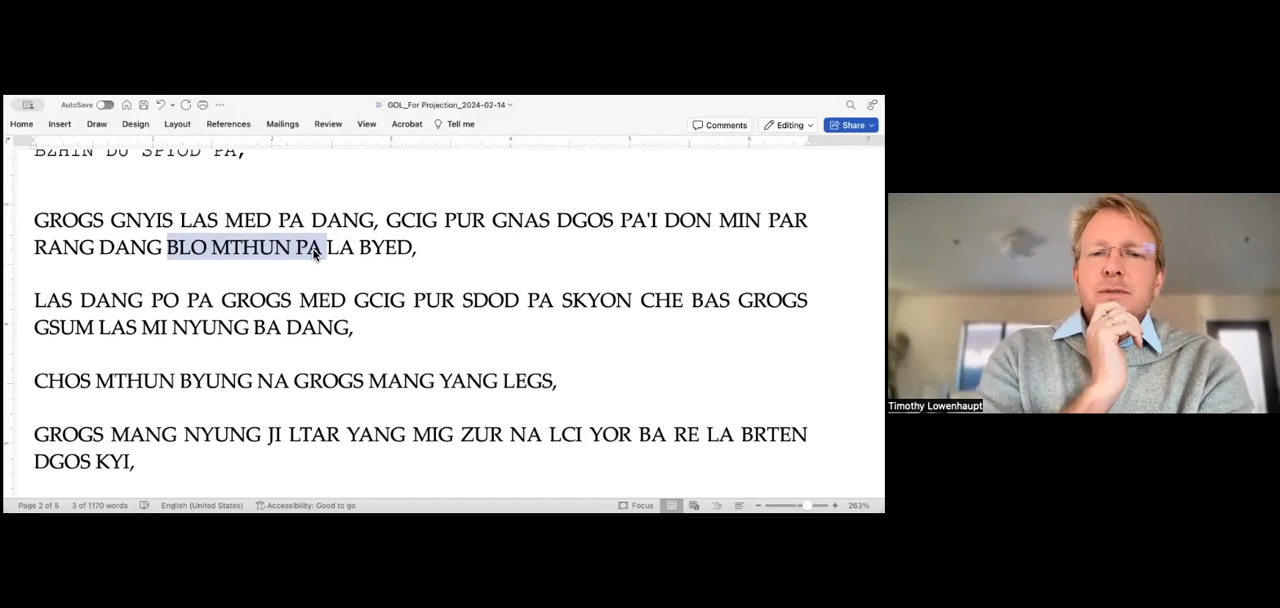 AutoSave
GOL_For Projection_2024-02-14
Home Insert Draw Design Layout References Mailings Review View Acrobat Tell me
Comments Editing Share
BZHIN DU SPYOD PA,
GROGS GNYIS LAS MED PA DANG, GCIG PUR GNAS DGOS PA'I DON MIN PAR
RANG DANG BLO MTHUN PA LA BYED,
LAS DANG PO PA GROGS MED GCIG PUR SDOD PA SKYON CHE BAS GROGS
GSUM LAS MI NYUNG BA DANG,
CHOS MTHUN BYUNG NA GROGS MANG YANG LEGS,
GROGS MANG NYUNG JI LTAR YANG MIG ZUR NA LCI YOR BA RE LA BRTEN
DGOS KYI,
Page 2 of 5 3 of 1170 words English (United States) Accessibility: Good to go Focus 263%
Timothy Lowenhaupt